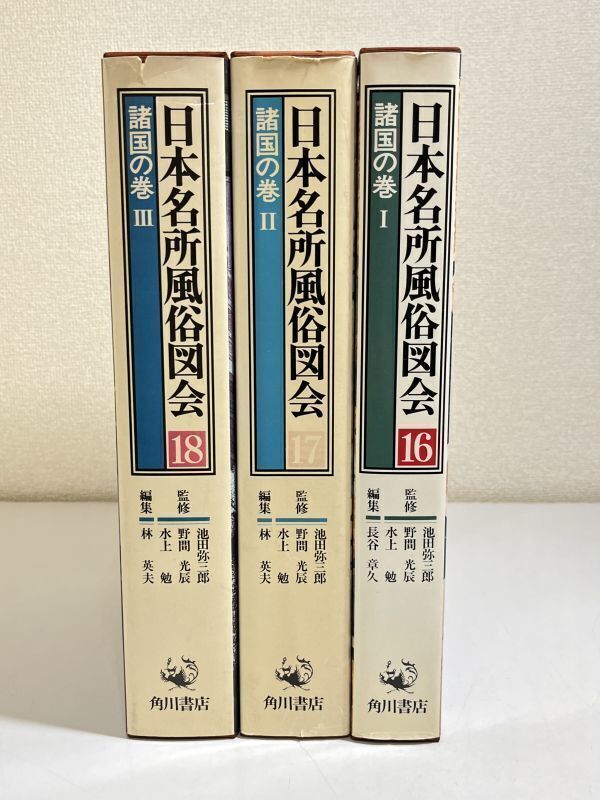 日本名所風俗図会
諸国の巻 Ⅲ
18
監修
池田弥三郎
野間 光辰
水上 勉
編集
林 英夫
角川書店
日本名所風俗図会
諸国の巻 Ⅱ
17
監修
池田弥三郎
野間 光辰
水上 勉
編集
林 英夫
角川書店
日本名所風俗図会
諸国の巻 Ⅰ
16
監修
池田弥三郎
野間 光辰
水上 勉
編集
長谷 章久
角川書店